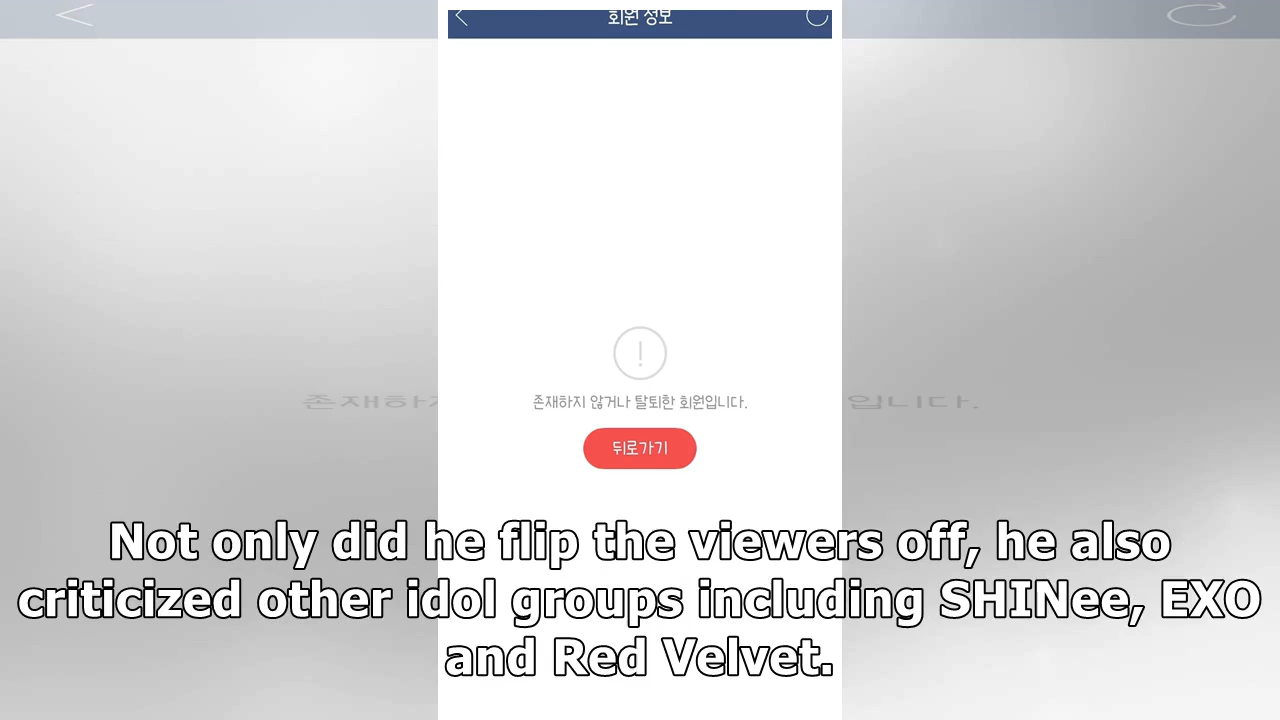 회원 정보
존재하지 않거나 탈퇴한 회원입니다.
뒤로가기
Not only did he flip the viewers off, he also
criticized other idol groups including SHINee, EXO
and Red Velvet.